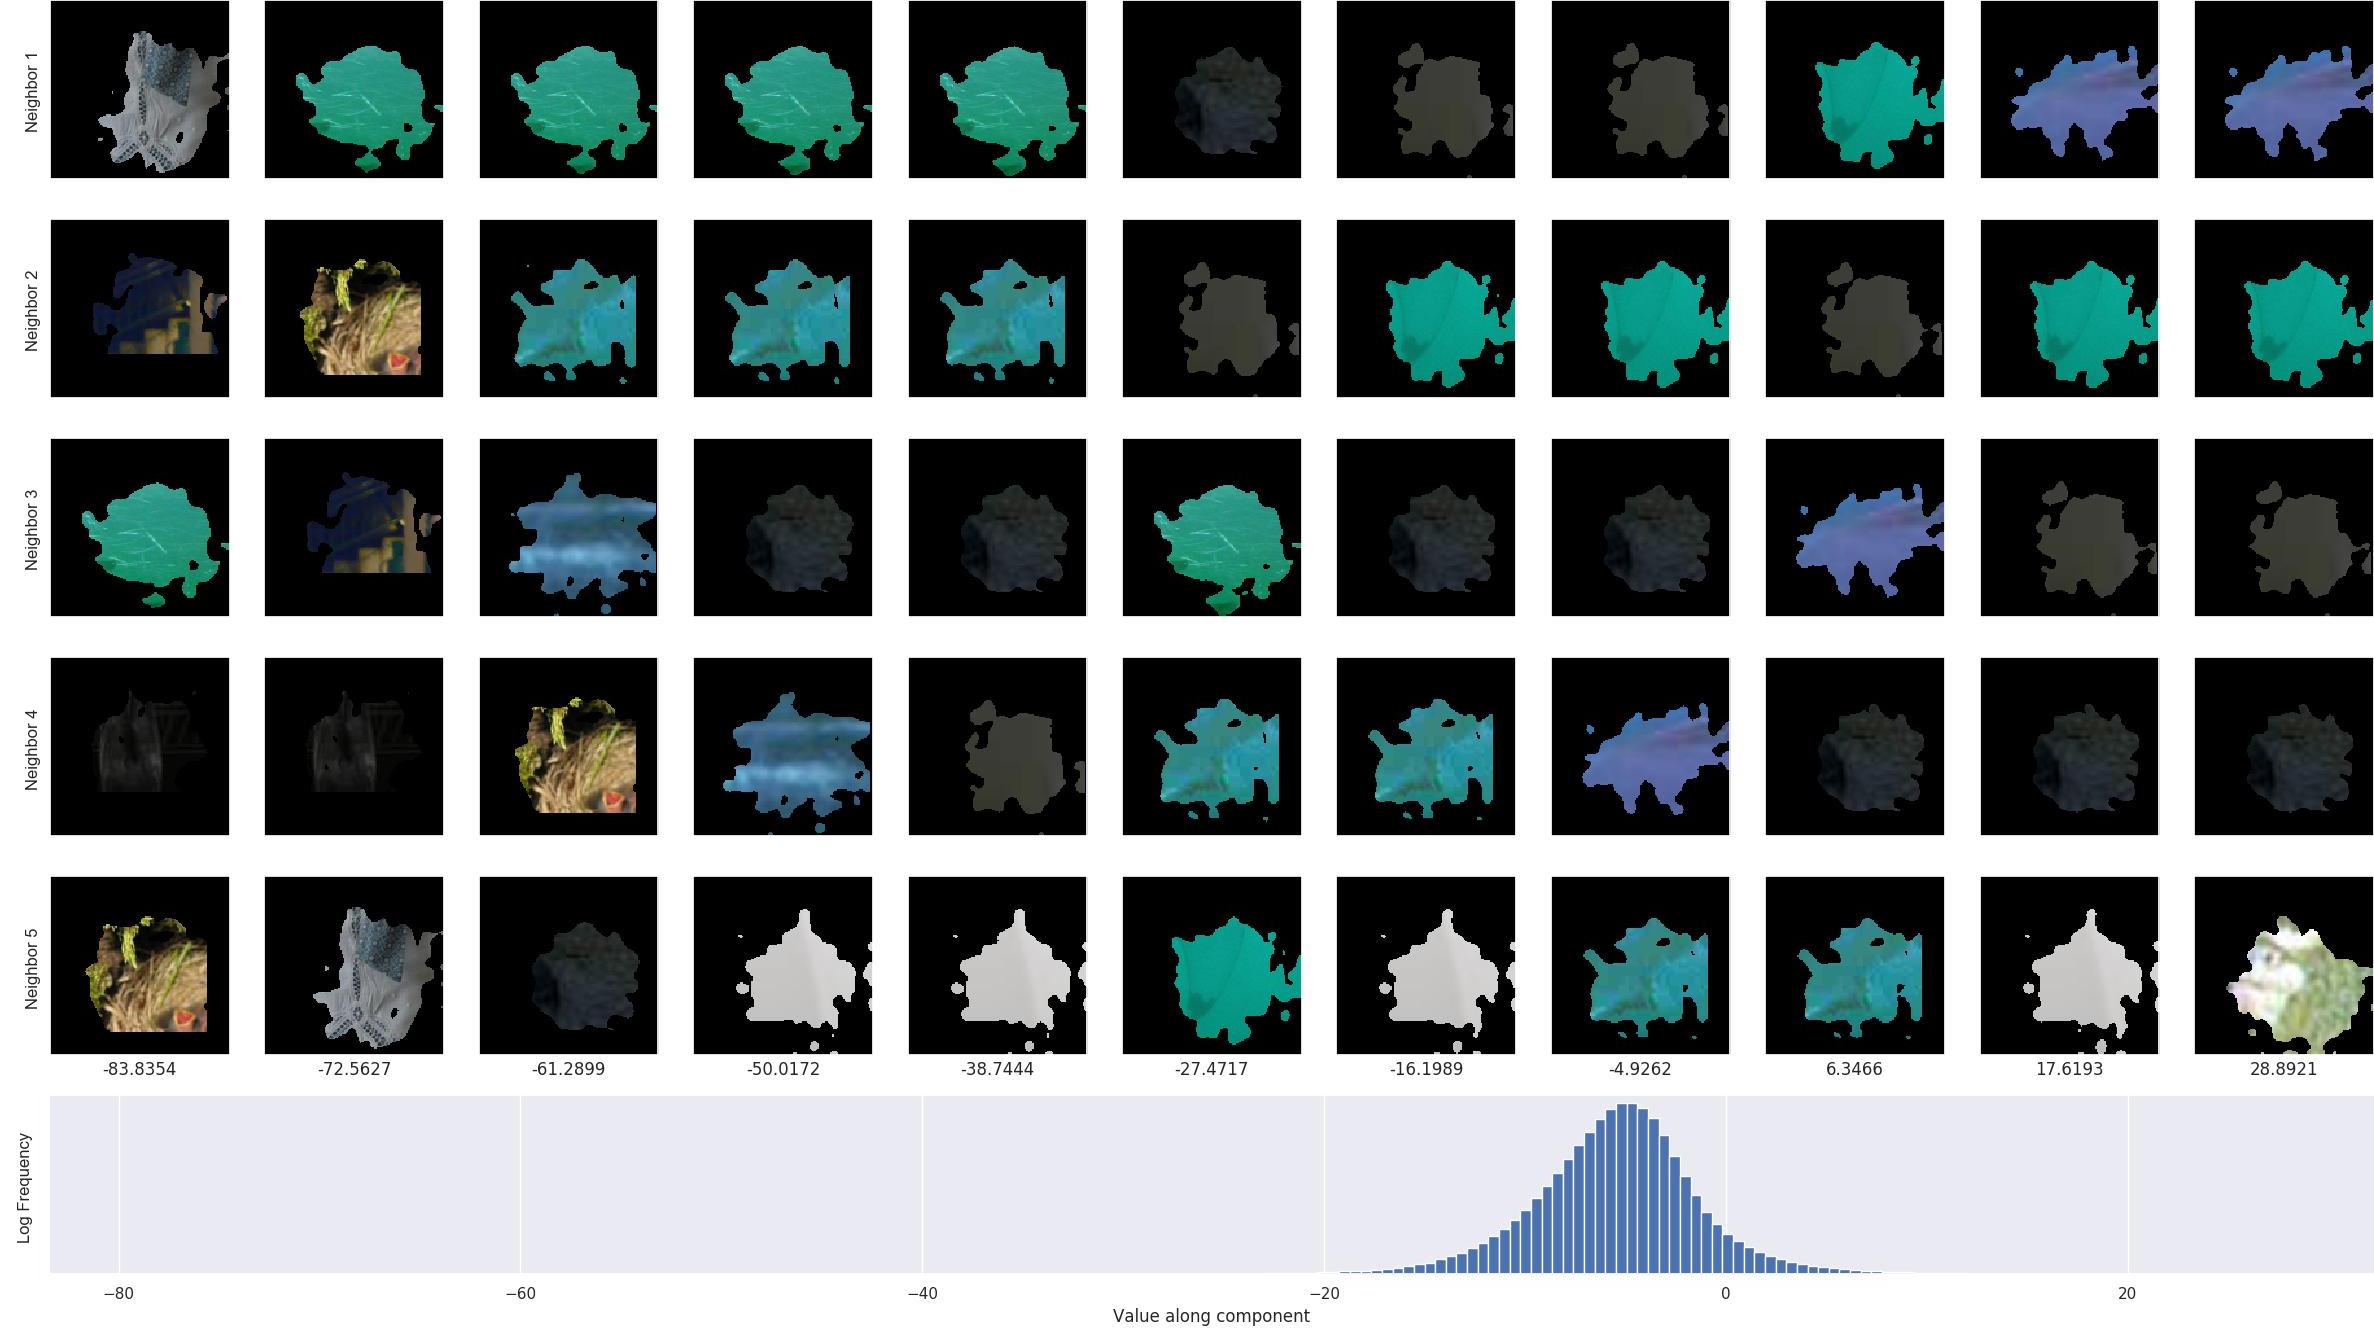 Neighbor 1
Neighbor 2
Neighbor 3
Neighbor 4
Neighbor 5
-83.8354 -72.5627 -61.2899 -50.0172 -38.7444 -27.4717 -16.1989 -4.9262 6.3466 17.6193 28.8921
Log Frequency
−80 −60 −40 −20 0 20
Value along component